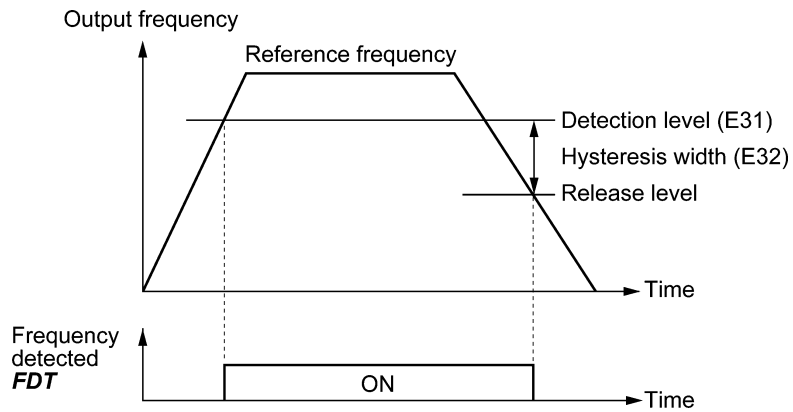 Output frequency
Reference frequency
Detection level (E31)
Hysteresis width (E32)
Release level
Time
Frequency
detected
FDT
ON
Time